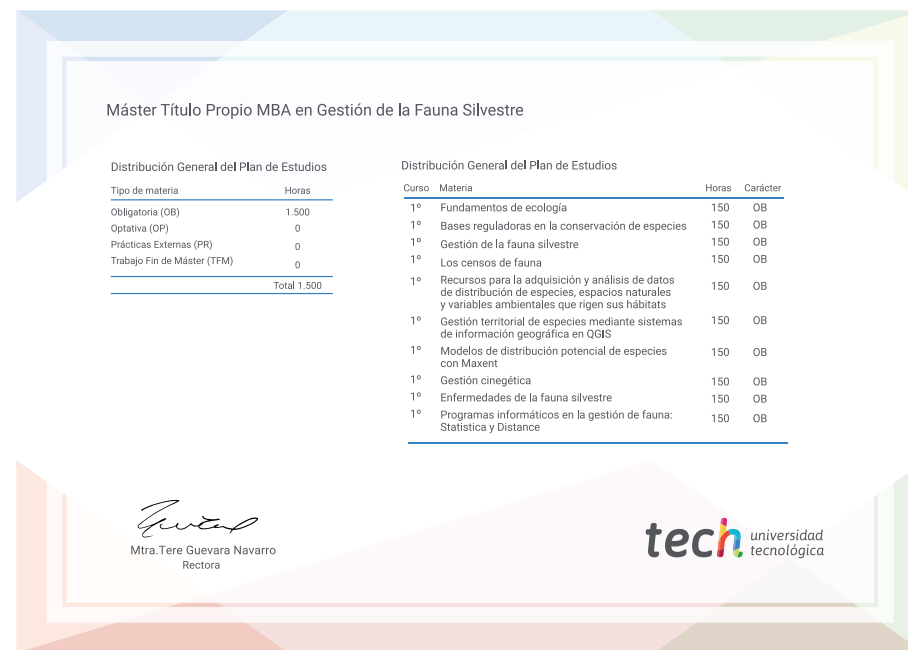 Máster Título Propio MBA en Gestión de la Fauna Silvestre
Distribución General del Plan de Estudios
Tipo de materia Horas
Obligatoria (OB) 1.500
Optativa (OP) 0
Prácticas Externas (PR) 0
Trabajo Fin de Máster (TFM) 0
Total 1.500
Distribución General del Plan de Estudios
Curso Materia Horas Carácter
1º Fundamentos de ecología 150 OB
1º Bases reguladoras en la conservación de especies 150 OB
1º Gestión de la fauna silvestre 150 OB
1º Los censos de fauna 150 OB
1º Recursos para la adquisición y análisis de datos
de distribución de especies, espacios naturales 150 OB
y variables ambientales que rigen sus hábitats
1º Gestión territorial de especies mediante sistemas 150 OB
de información geográfica en QGIS
1º Modelos de distribución potencial de especies 150 OB
con Maxent
1º Gestión cinegética 150 OB
1º Enfermedades de la fauna silvestre 150 OB
1º Programas informáticos en la gestión de fauna: 150 OB
Statistica y Distance
Mtra.Tere Guevara Navarro
Rectora
tech universidad
tecnológica